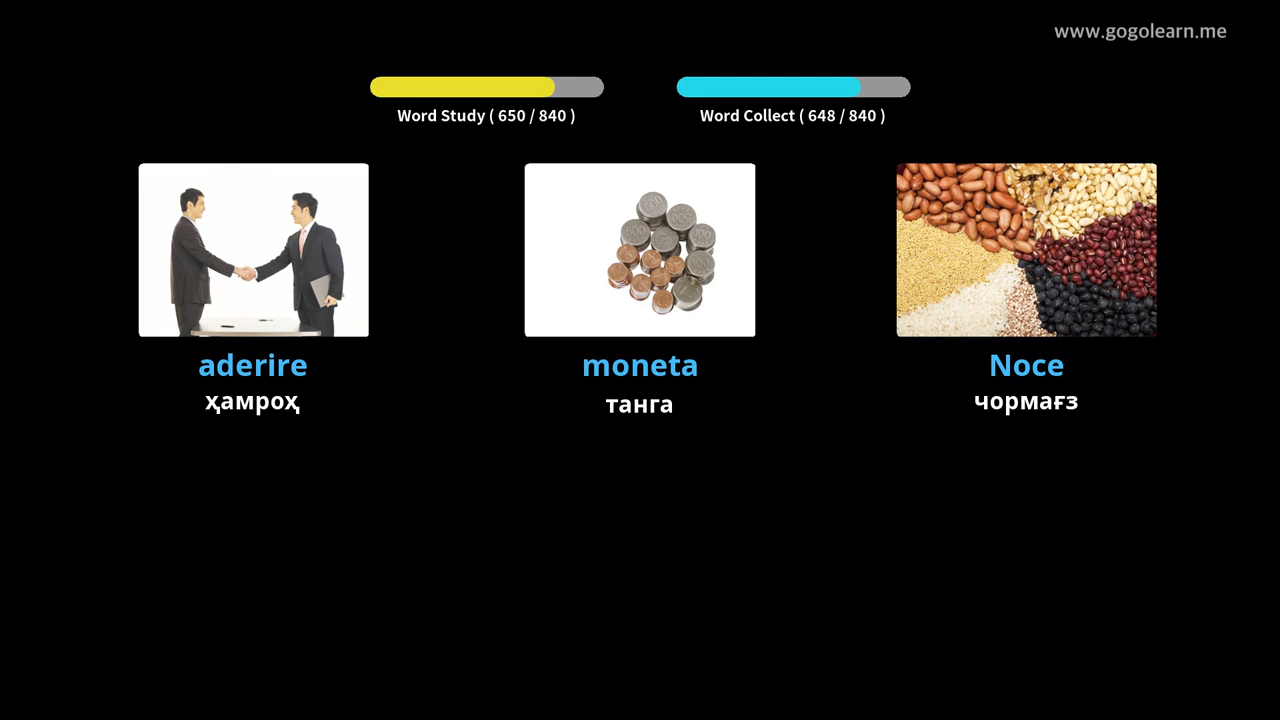 www.gogolearn.me
Word Study ( 650 / 840 )
Word Collect ( 648 / 840 )
aderire
ҳамроҳ
moneta
танга
Noce
чормағз